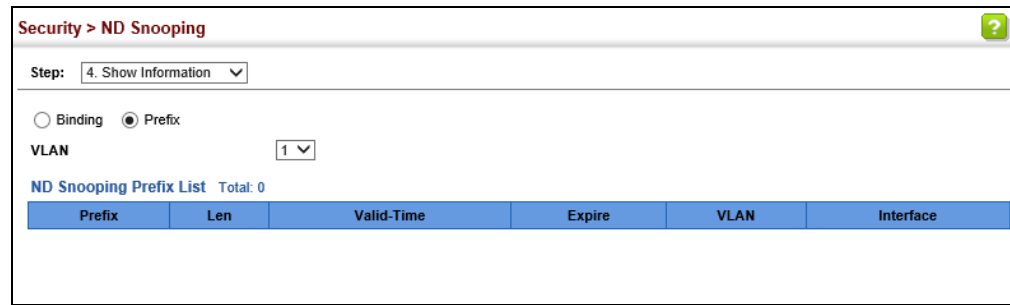 Security > ND Snooping
?
Step: 4. Show Information
Binding Prefix
VLAN 1
ND Snooping Prefix List Total: 0
Prefix Len Valid-Time Expire VLAN Interface